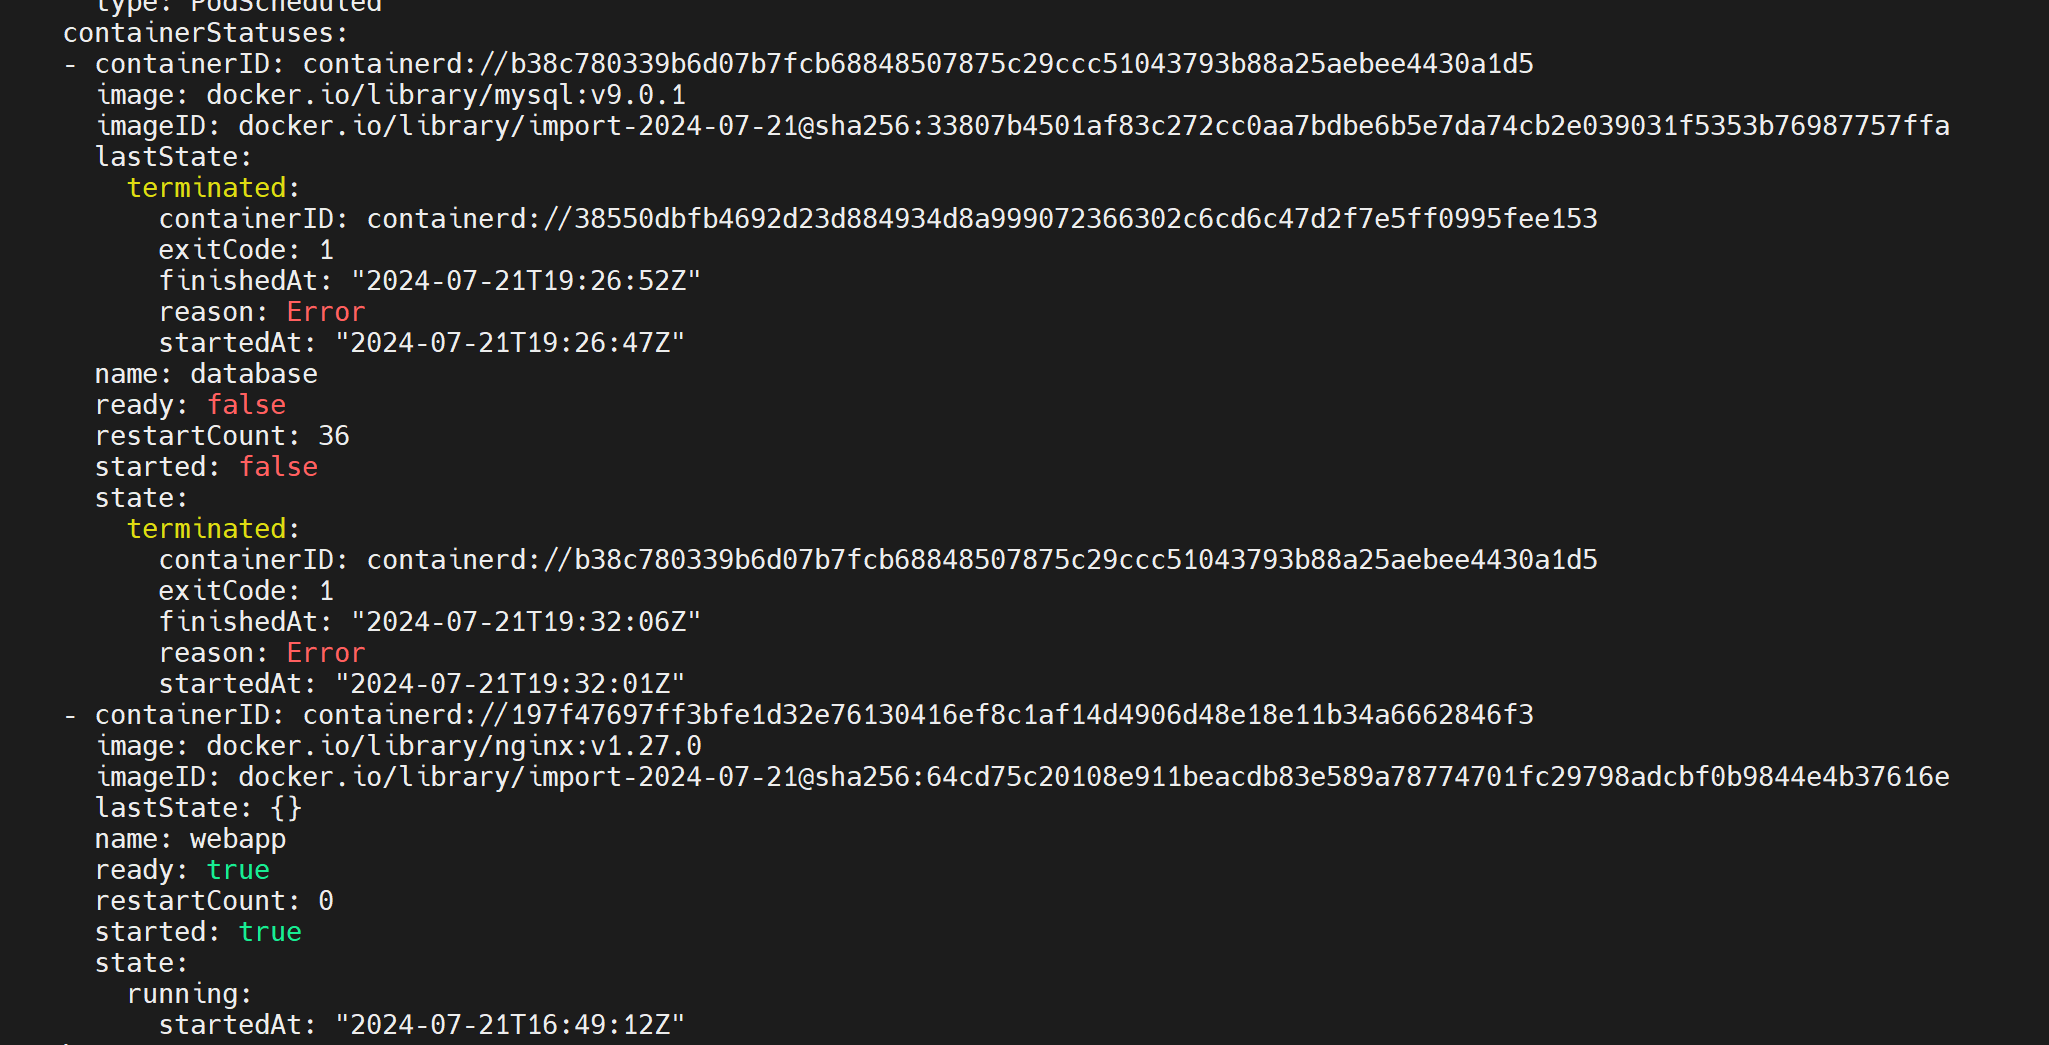 type: PodScheduled
containerStatuses:
- containerID: containerd://b38c780339b6d07b7fcb68848507875c29ccc51043793b88a25aebee4430a1d5
image: docker.io/library/mysql:v9.0.1
imageID: docker.io/library/import-2024-07-21@sha256:33807b4501af83c272cc0aa7bdbe6b5e7da74cb2e039031f5353b76987757ffa
lastState:
terminated:
containerID: containerd://38550dbfb4692d23d884934d8a999072366302c6cd6c47d2f7e5ff0995fee153
exitCode: 1
finishedAt: "2024-07-21T19:26:52Z"
reason: Error
startedAt: "2024-07-21T19:26:47Z"
name: database
ready: false
restartCount: 36
started: false
state:
terminated:
containerID: containerd://b38c780339b6d07b7fcb68848507875c29ccc51043793b88a25aebee4430a1d5
exitCode: 1
finishedAt: "2024-07-21T19:32:06Z"
reason: Error
startedAt: "2024-07-21T19:32:01Z"
- containerID: containerd://197f47697ff3bfe1d32e76130416ef8c1af14d4906d48e18e11b34a6662846f3
image: docker.io/library/nginx:v1.27.0
imageID: docker.io/library/import-2024-07-21@sha256:64cd75c20108e911beacdb83e589a78774701fc29798adcbf0b9844e4b37616e
lastState: {}
name: webapp
ready: true
restartCount: 0
started: true
state:
running:
startedAt: "2024-07-21T16:49:12Z"